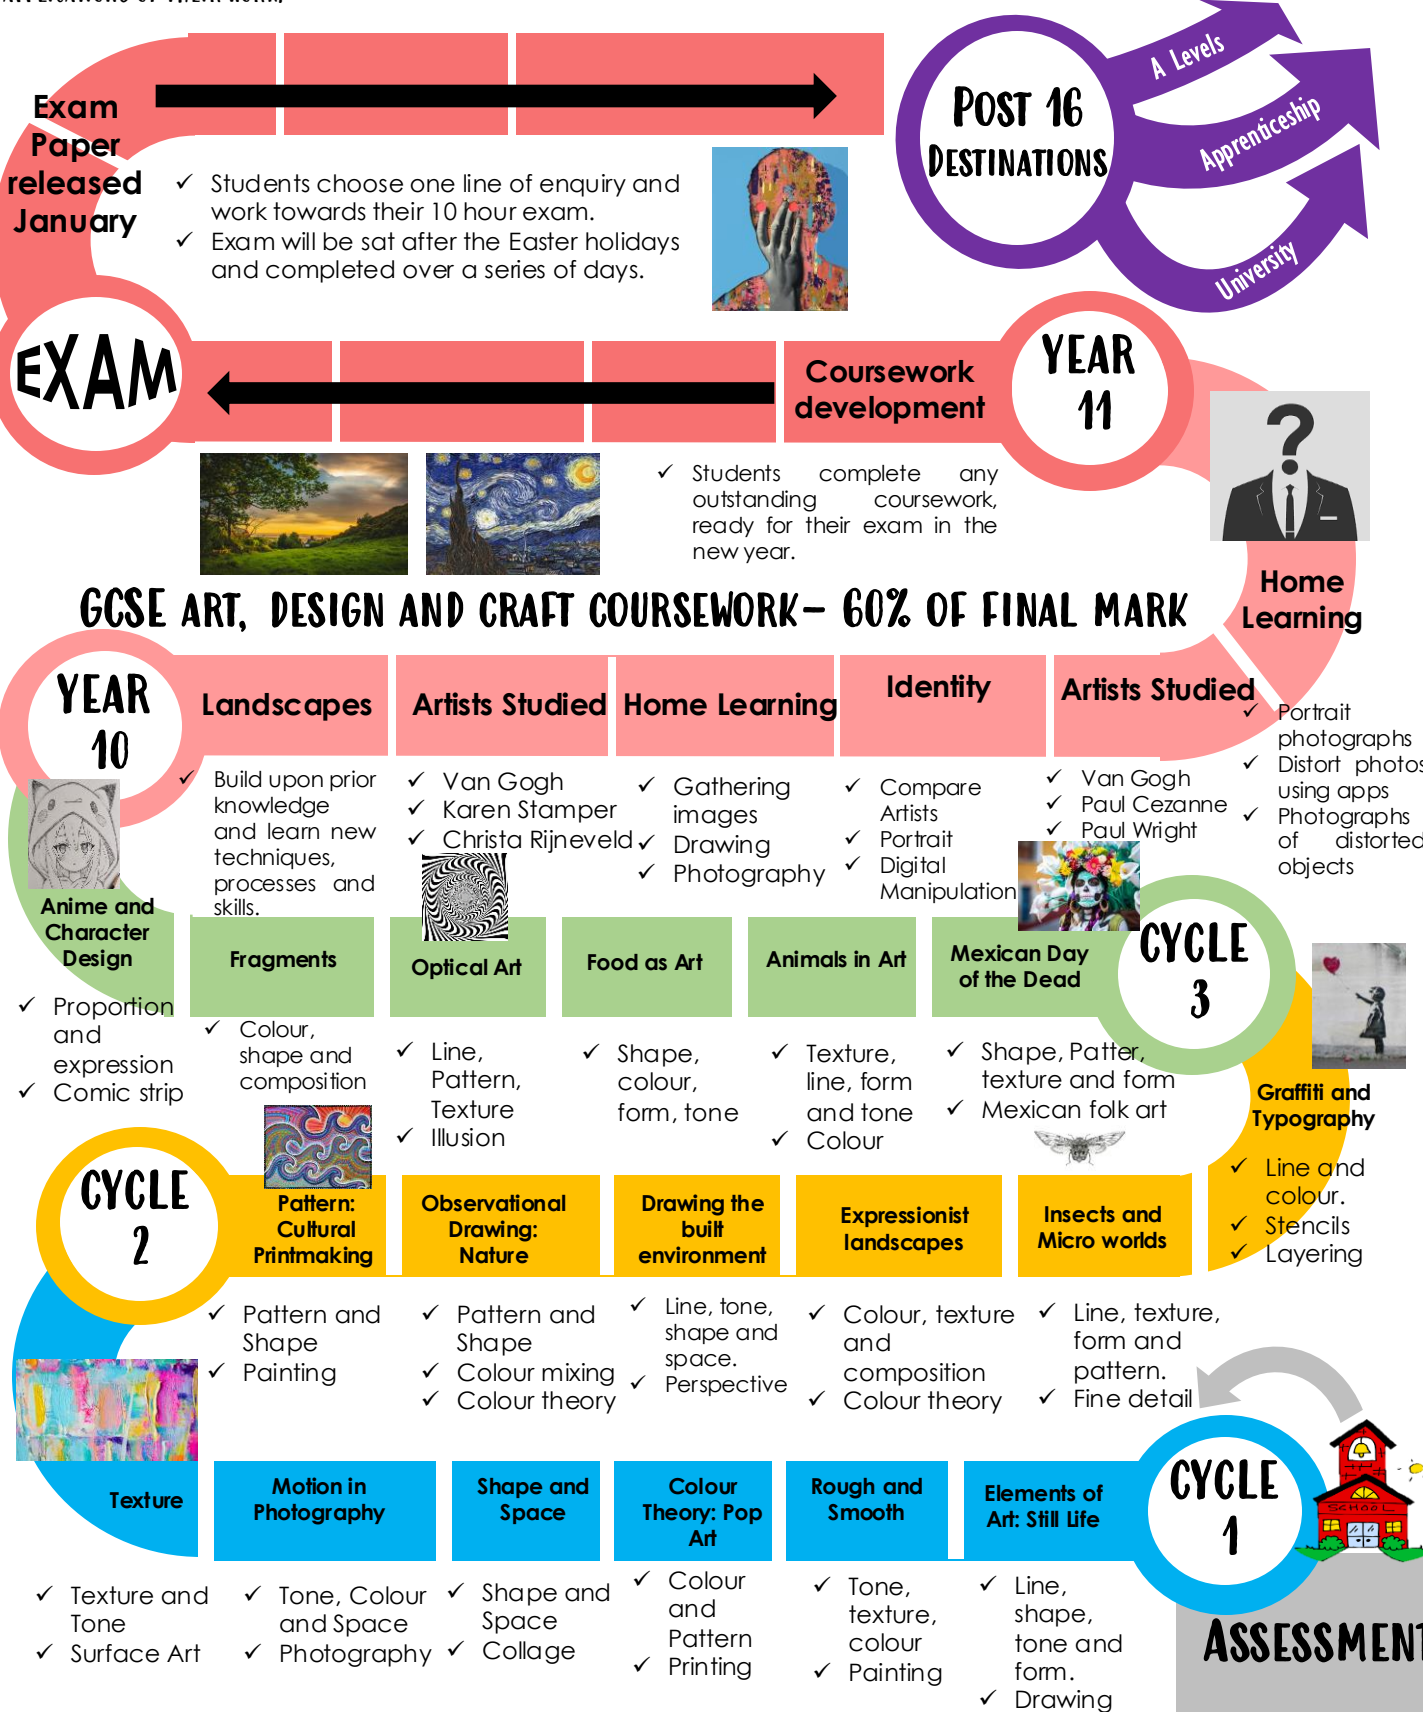 A Levels
Apprenticeship
University
POST 16
DESTINATIONS
Exam
Paper
released
January
✓ Students choose one line of enquiry and
work towards their 10 hour exam.
✓ Exam will be sat after the Easter holidays
and completed over a series of days.
EXAM
Coursework
development
YEAR
11
✓ Students complete any
outstanding coursework,
ready for their exam in the
new year.
?
Home
Learning
✓ Portrait
photographs
✓ Distort photos
using apps
✓ Photographs
of distorted
objects
GCSE ART, DESIGN AND CRAFT COURSEWORK– 60% OF FINAL MARK
YEAR
10
Landscapes
✓ Build upon prior
knowledge
and learn new
techniques,
processes and
skills.
Artists Studied
✓ Van Gogh
✓ Karen Stamper
✓ Christa Rijneveld
Home Learning
✓ Gathering
images
✓ Drawing
✓ Photography
Identity
✓ Compare
Artists
✓ Portrait
✓ Digital
Manipulation
Artists Studied
✓ Van Gogh
✓ Paul Cezanne
✓ Paul Wright
Anime and
Character
Design
✓ Proportion
and
expression
✓ Comic strip
Fragments
✓ Colour,
shape and
composition
Optical Art
✓ Line,
Pattern,
Texture
✓ Illusion
Food as Art
✓ Shape,
colour,
form, tone
Animals in Art
✓ Texture,
line, form
and tone
✓ Colour
Mexican Day
of the Dead
✓ Shape, Patter,
texture and form
✓ Mexican folk art
CYCLE
3
Graffiti and
Typography
✓ Line and
colour.
✓ Stencils
✓ Layering
CYCLE
2
Pattern:
Cultural
Printmaking
✓ Pattern and
Shape
✓ Painting
Observational
Drawing:
Nature
✓ Pattern and
Shape
✓ Colour mixing
✓ Colour theory
Drawing the
built
environment
✓ Line, tone,
shape and
space.
✓ Perspective
Expressionist
landscapes
✓ Colour, texture
and
composition
✓ Colour theory
Insects and
Micro worlds
✓ Line, texture,
form and
pattern.
✓ Fine detail
Texture
✓ Texture and
Tone
✓ Surface Art
Motion in
Photography
✓ Tone, Colour
and Space
✓ Photography
Shape and
Space
✓ Shape and
Space
✓ Collage
Colour
Theory: Pop
Art
✓ Colour
and
Pattern
✓ Printing
Rough and
Smooth
✓ Tone,
texture,
colour
✓ Painting
Elements of
Art: Still Life
✓ Line,
shape,
tone and
form.
✓ Drawing
CYCLE
1
SCHOOL
ASSESSMENT